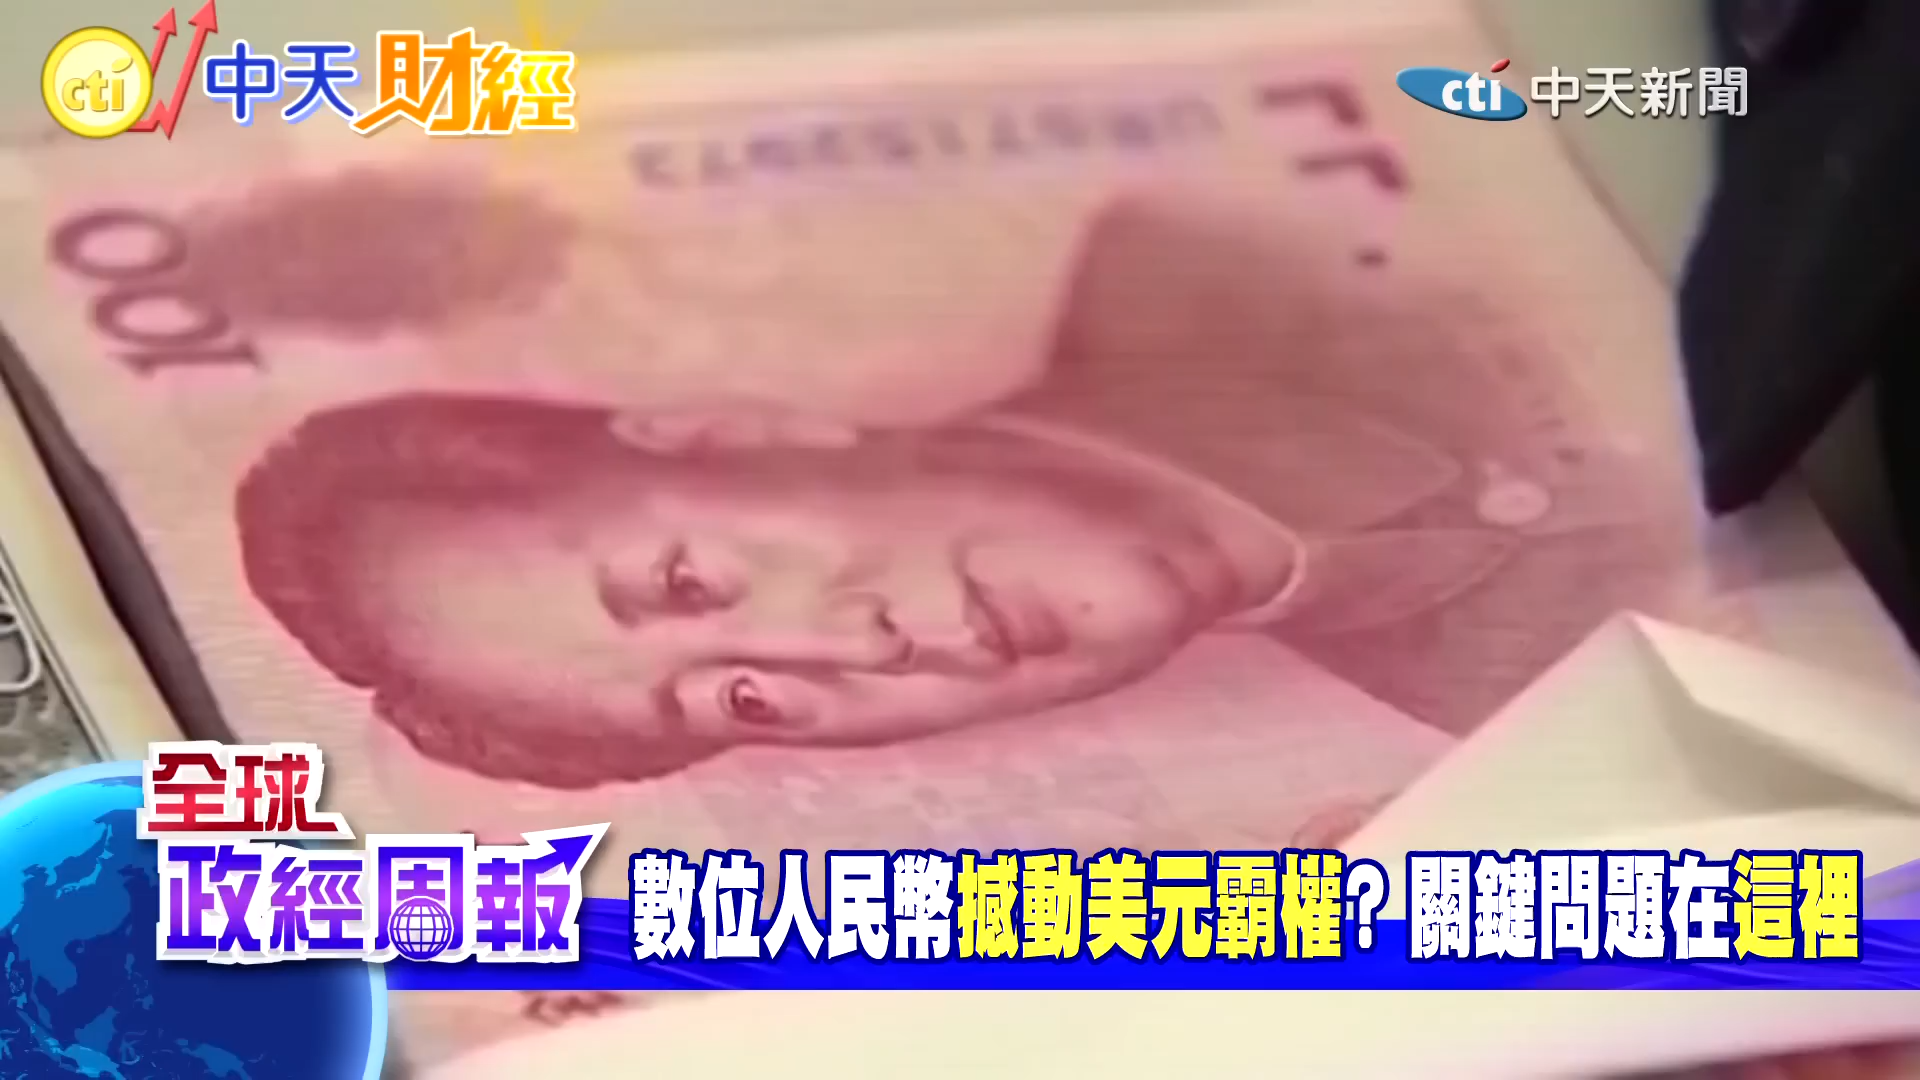 cti 中天財經
cti 中天新聞
100
全球
政經周報
數位人民幣撼動美元霸權? 關鍵問題在這裡